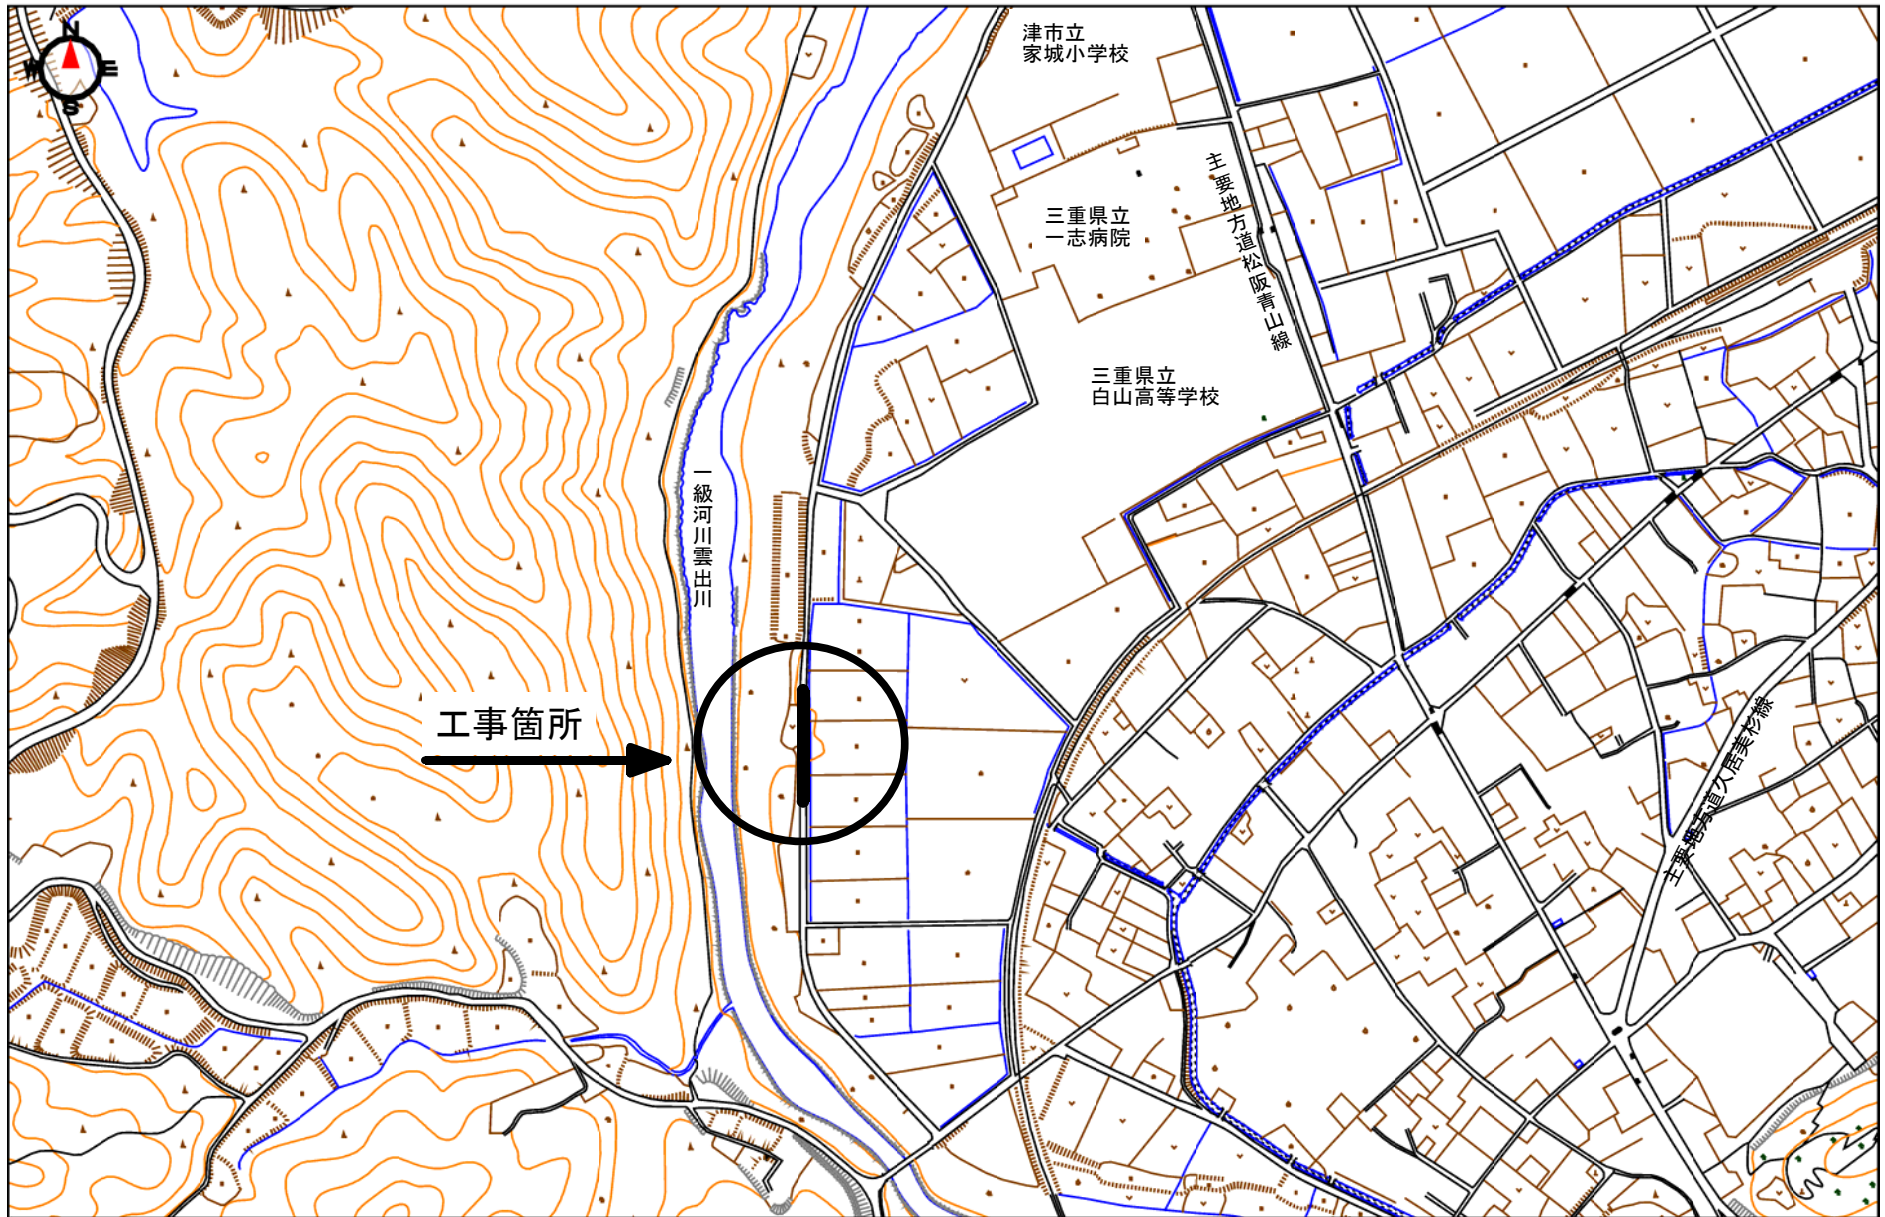 N
W
E
S
津市立
家城小学校
三重県立
一志病院
主要地方道松阪青山線
三重県立
白山高等学校
一級河川雲出川
工事箇所
主要地方道久居美杉線